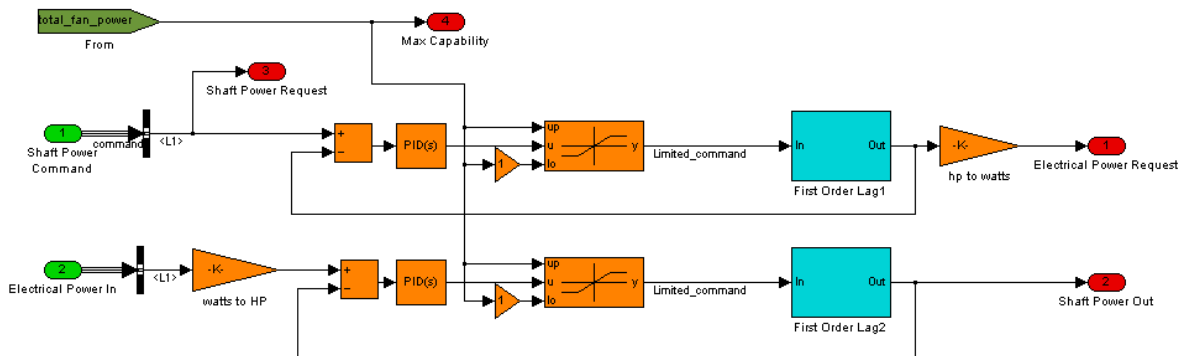 total_fan_power
From
4
Max Capability
3
Shaft Power Request
1
Shaft Power
Command
command
<L1>
+
−
PID(s)
1
up
u
lo
y
Limited_command
In
Out
First Order Lag1
-K-
hp to watts
1
Electrical Power Request
2
Electrical Power In
<L1>
-K-
watts to HP
+
−
PID(s)
1
up
u
lo
y
Limited_command
In
Out
First Order Lag2
2
Shaft Power Out